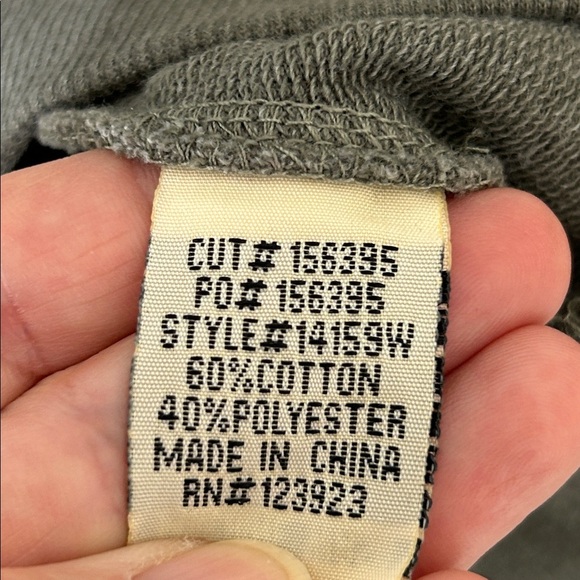 CUT# 156395
PO# 156395
STYLE#14159W
60%COTTON
40%POLYESTER
MADE IN CHINA
RN#123923